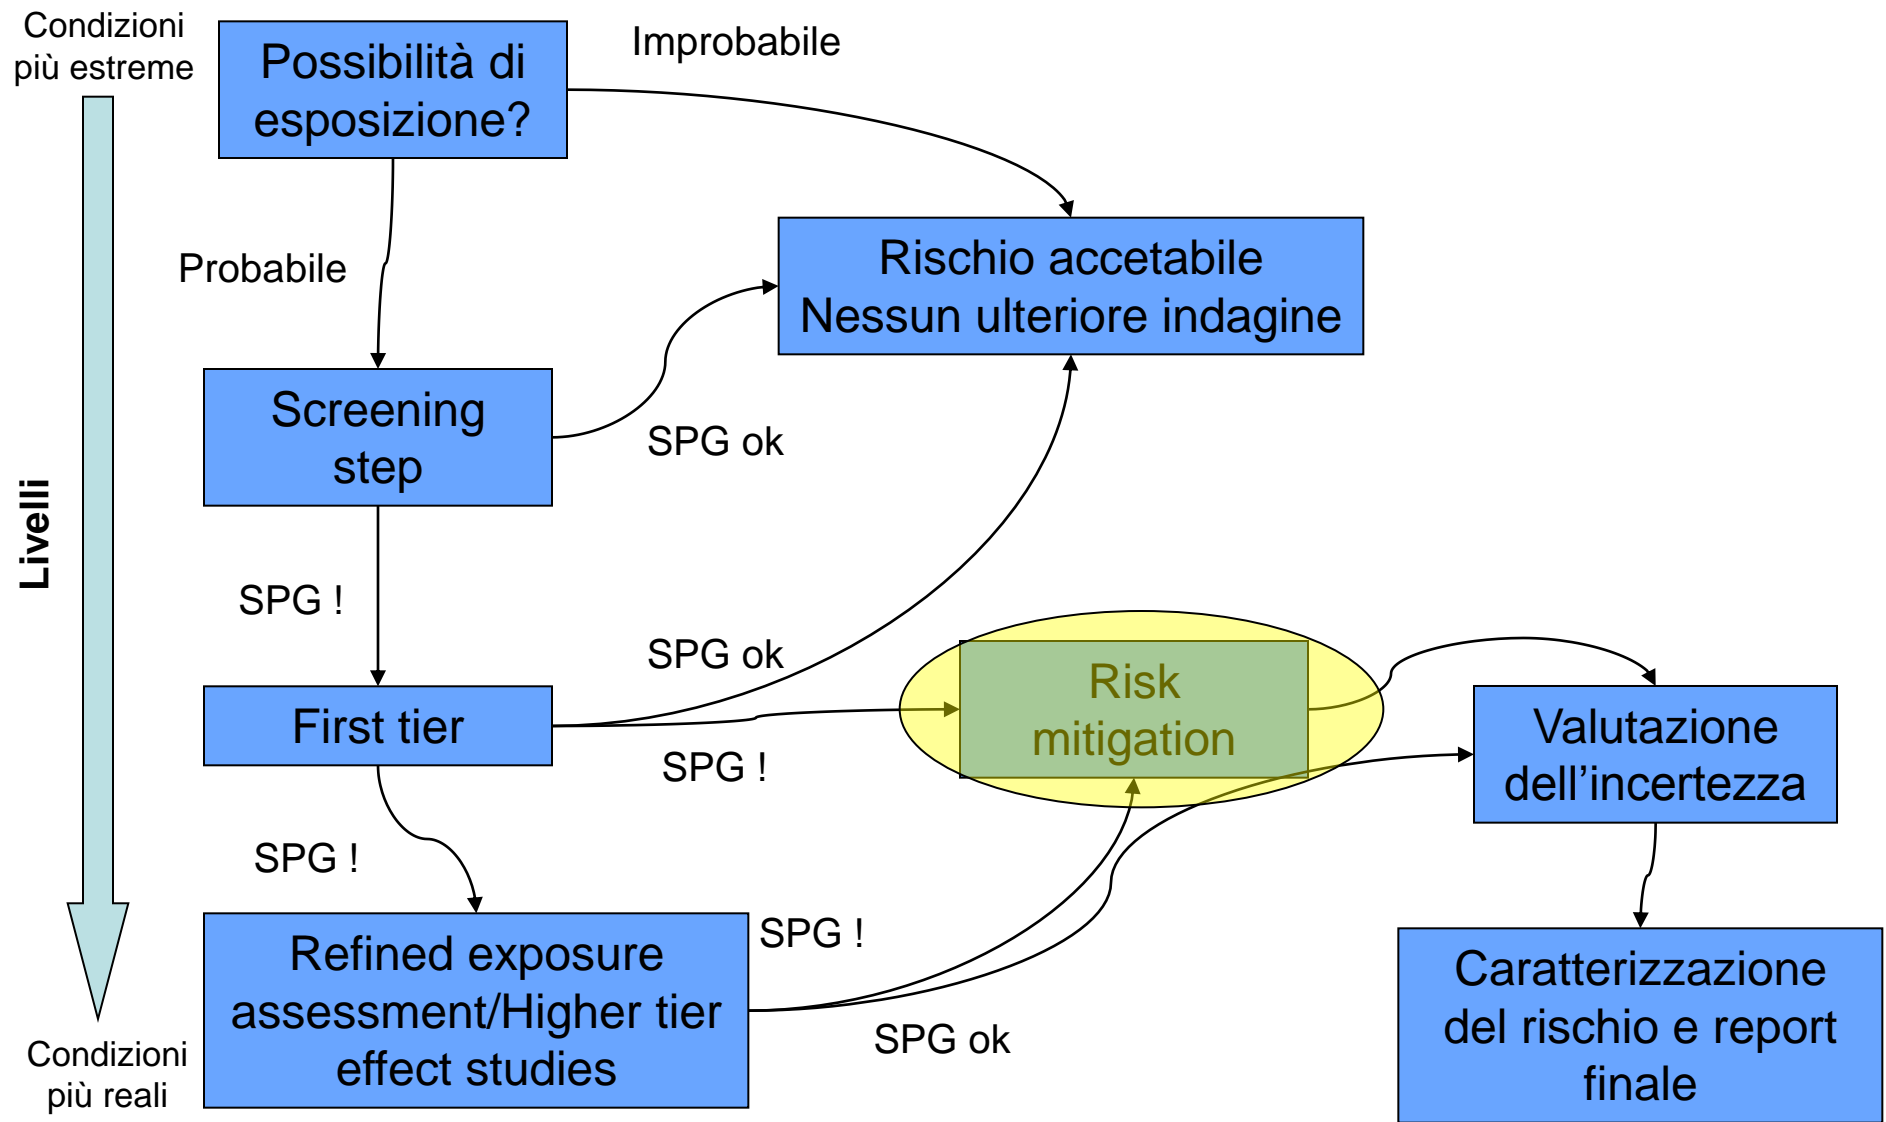 Condizioni
più estreme
Possibilità di
esposizione?
Improbabile
Probabile
Rischio accetabile
Nessun ulteriore indagine
Screening
step
SPG ok
Livelli
SPG !
SPG ok
First tier
SPG !
Risk
mitigation
Valutazione
dell’incertezza
SPG !
Refined exposure
assessment/Higher tier
effect studies
SPG !
SPG ok
Caratterizzazione
del rischio e report
finale
Condizioni
più reali